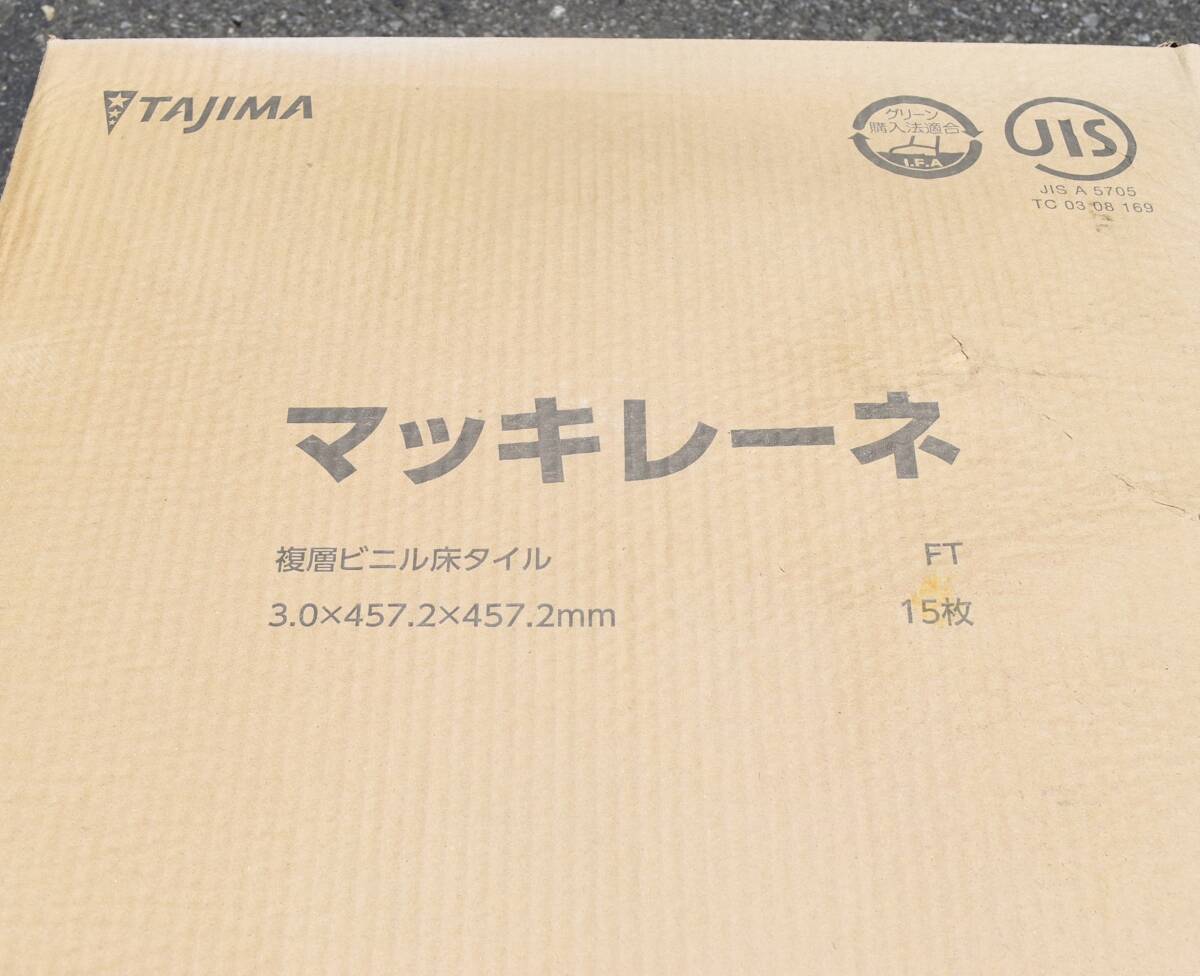 TAJIMA
グリーン
購入法適合
I.F.A
JIS
JIS A 5705
TC 03 08 169
マッキレーネ
複層ビニル床タイル FT
3.0×457.2×457.2mm 15枚